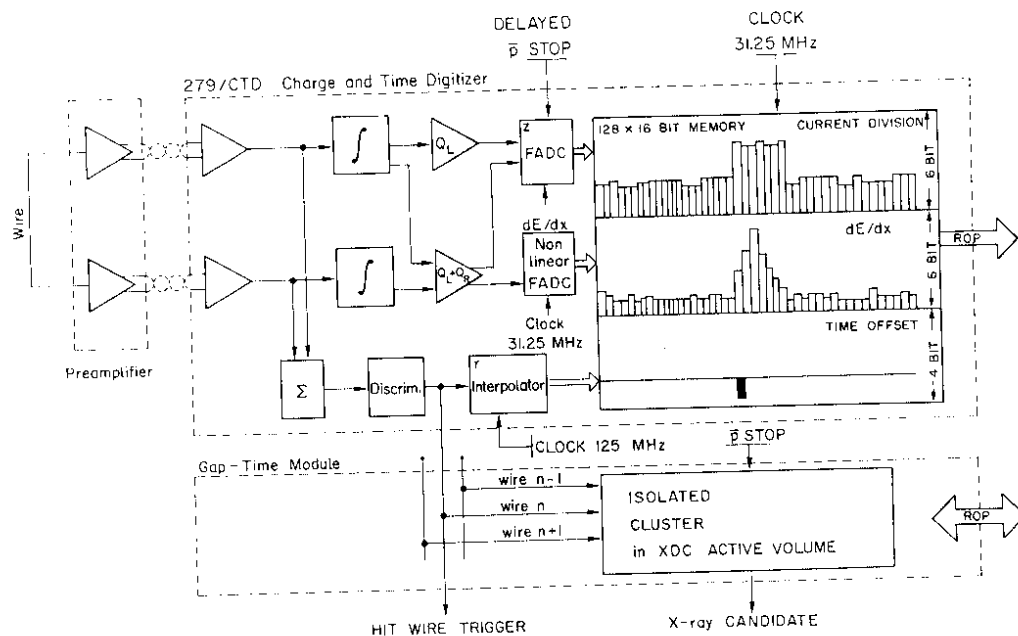 DELAYED
p̄ STOP
CLOCK
31.25 MHz
279/CTD Charge and Time Digitizer
Wire
Preamplifier
∫
Q_L
z
FADC
128 × 16 BIT MEMORY
CURRENT DIVISION
6 BIT
∫
Q_L+Q_R
dE/dx
Non
linear
FADC
Clock
31.25 MHz
dE/dx
6 BIT
ROP
TIME OFFSET
4 BIT
Σ
Discrim.
r
Interpolator
CLOCK 125 MHz
p̄ STOP
Gap-Time Module
wire n-1
wire n
wire n+1
ISOLATED
CLUSTER
in XDC ACTIVE VOLUME
ROP
HIT WIRE TRIGGER
X-ray CANDIDATE